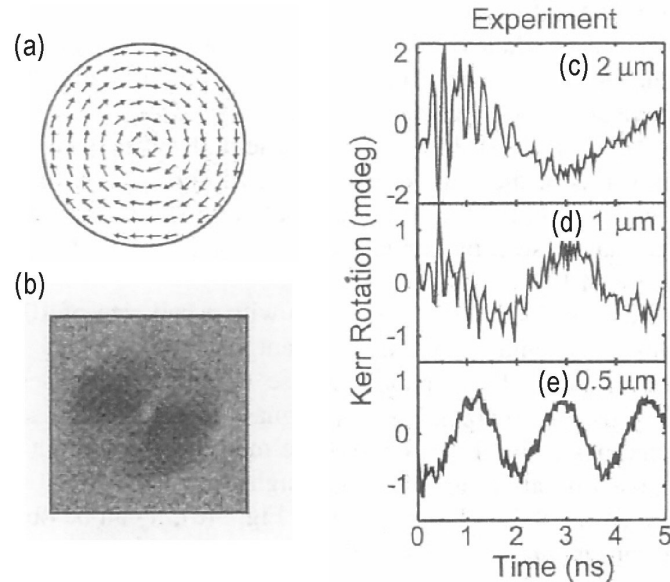 (a)
(b)
Experiment
Kerr Rotation (mdeg)
(c) 2 μm
2
0
-2
(d) 1 μm
1
0
-1
(e) 0.5 μm
1
0
-1
0 1 2 3 4 5
Time (ns)